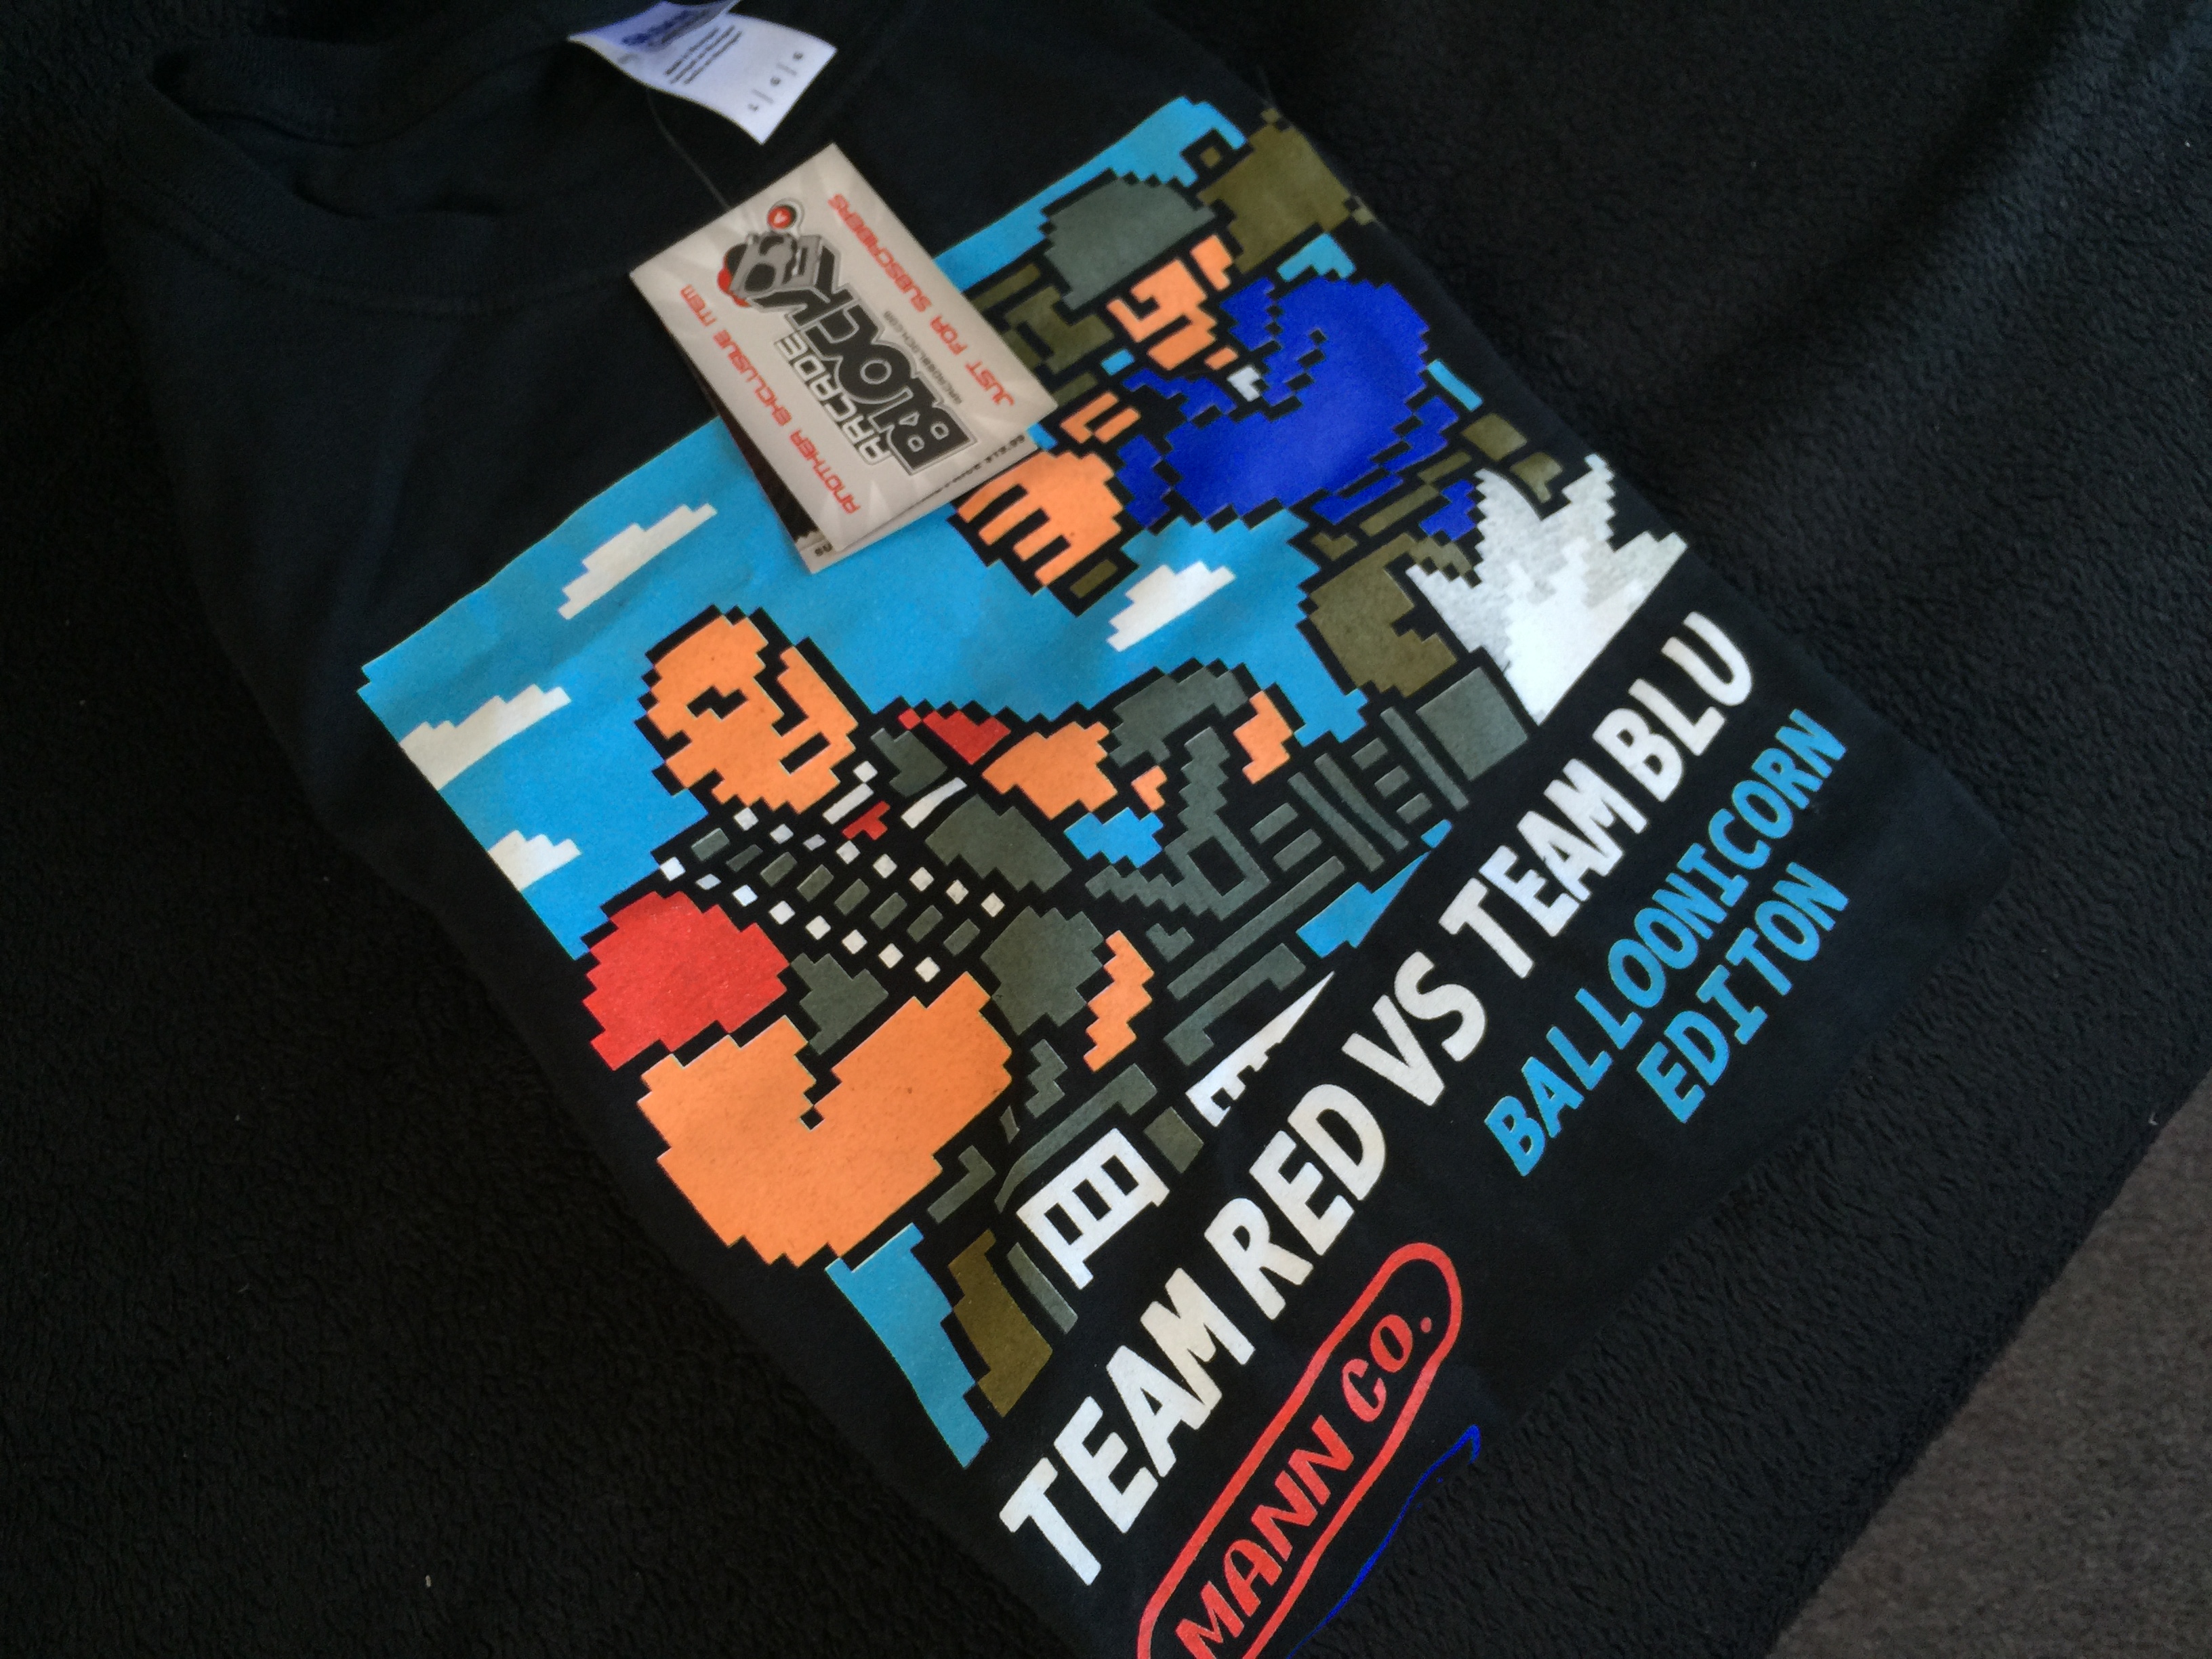 ANOTHER EXCLUSIVE ITEM
ARCADE
BLOCK
JUST FOR SUBSCRIBERS
TEAM RED VS TEAM BLU
BALLOONICORN
EDITON
MANN CO.